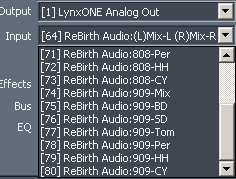 Output [1] LynxONE Analog Out
Input [64] ReBirth Audio:(L)Mix-L (R)Mix-R
[71] ReBirth Audio:808-Per
[72] ReBirth Audio:808-HH
[73] ReBirth Audio:808-CY
Effects [74] ReBirth Audio:909-Mix
[75] ReBirth Audio:909-BD
Bus [76] ReBirth Audio:909-SD
[77] ReBirth Audio:909-Tom
EQ [78] ReBirth Audio:909-Per
[79] ReBirth Audio:909-HH
[80] ReBirth Audio:909-CY